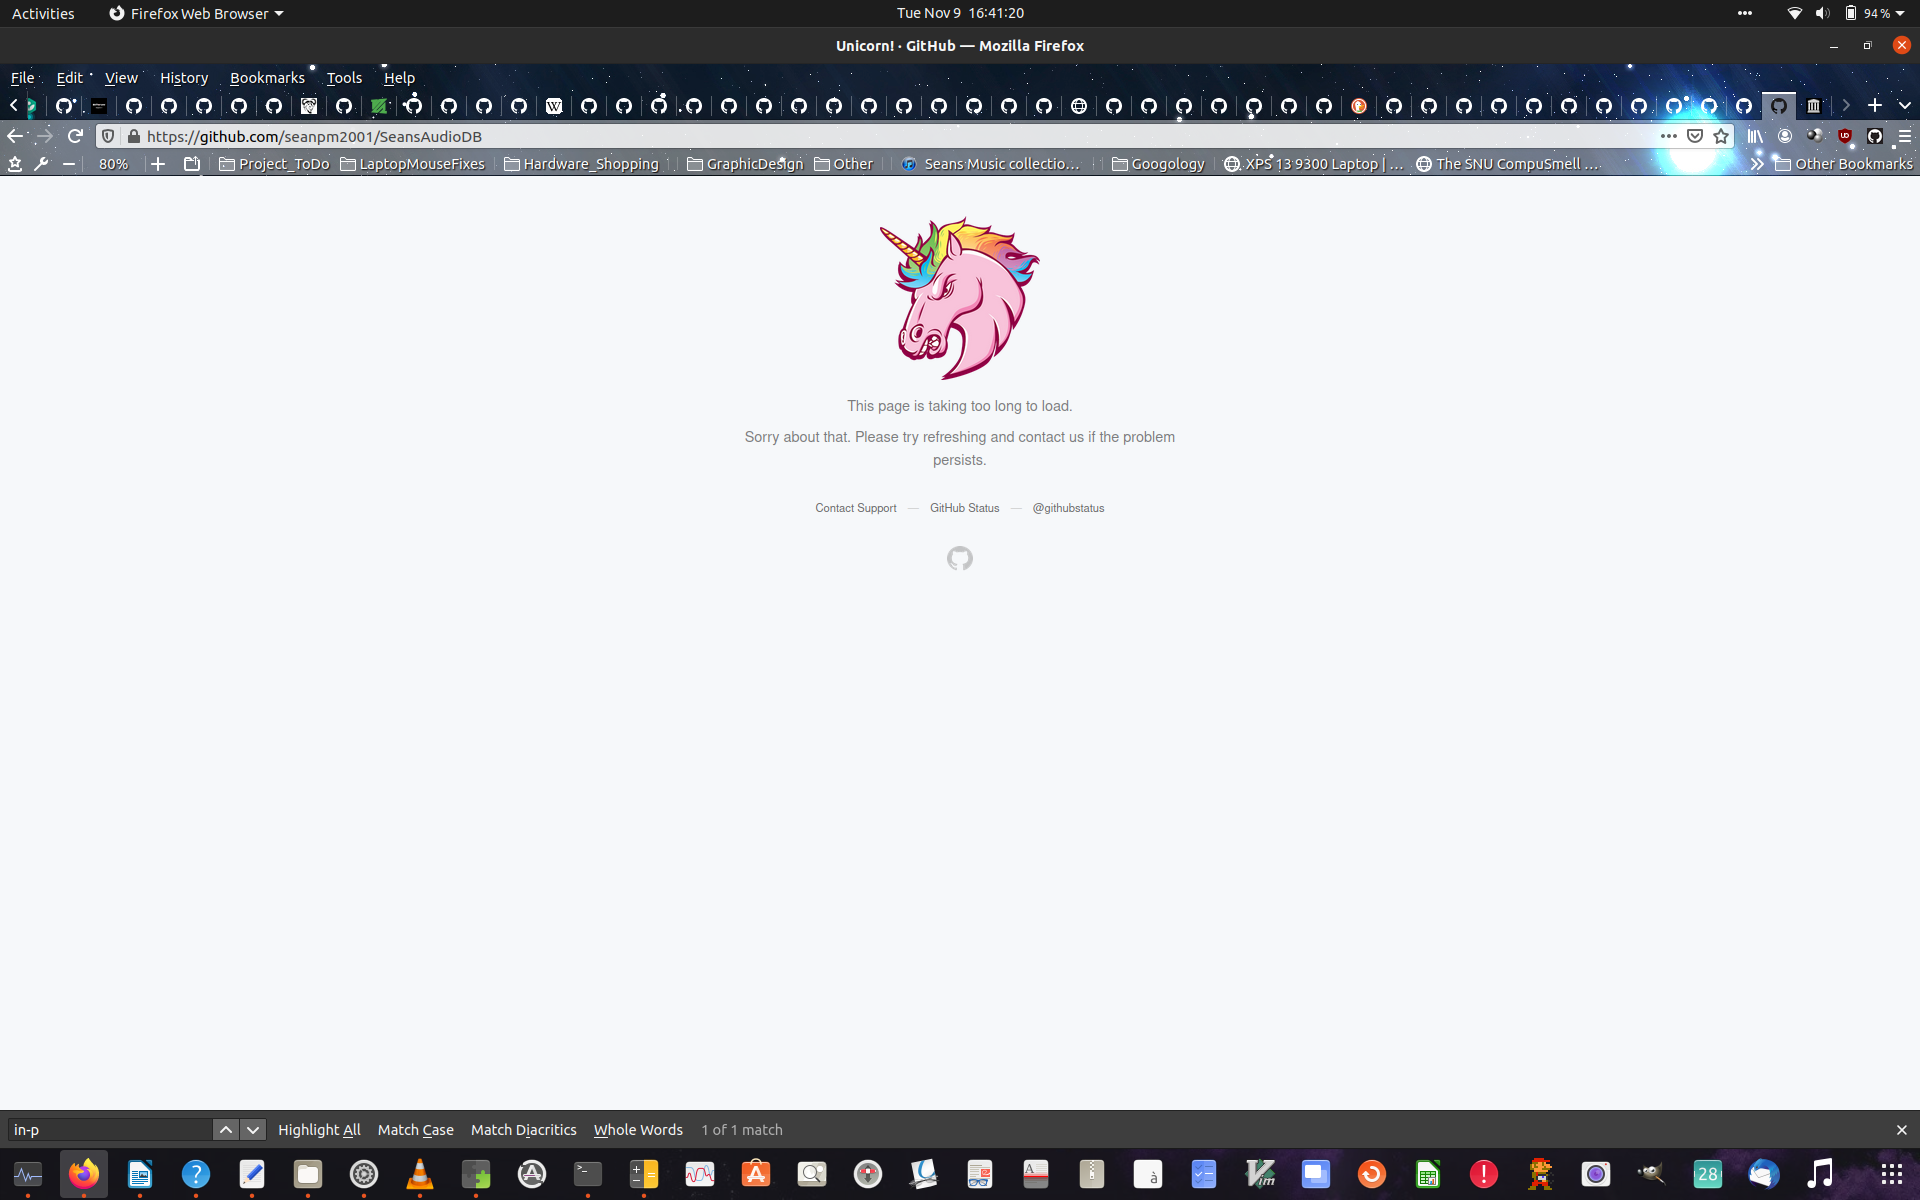 Activities
Firefox Web Browser
Tue Nov 9 16:41:20
94 %
Unicorn! · GitHub — Mozilla Firefox
File Edit View History Bookmarks Tools Help
https://github.com/seanpm2001/SeansAudioDB
80%
Project_ToDo
LaptopMouseFixes
Hardware_Shopping
GraphicDesign
Other
Seans Music collectio...
Googology
XPS 13 9300 Laptop | ...
The SNU CompuSmell ...
Other Bookmarks
This page is taking too long to load.
Sorry about that. Please try refreshing and contact us if the problem
persists.
Contact Support — GitHub Status — @githubstatus
in-p
Highlight All
Match Case
Match Diacritics
Whole Words
1 of 1 match
28